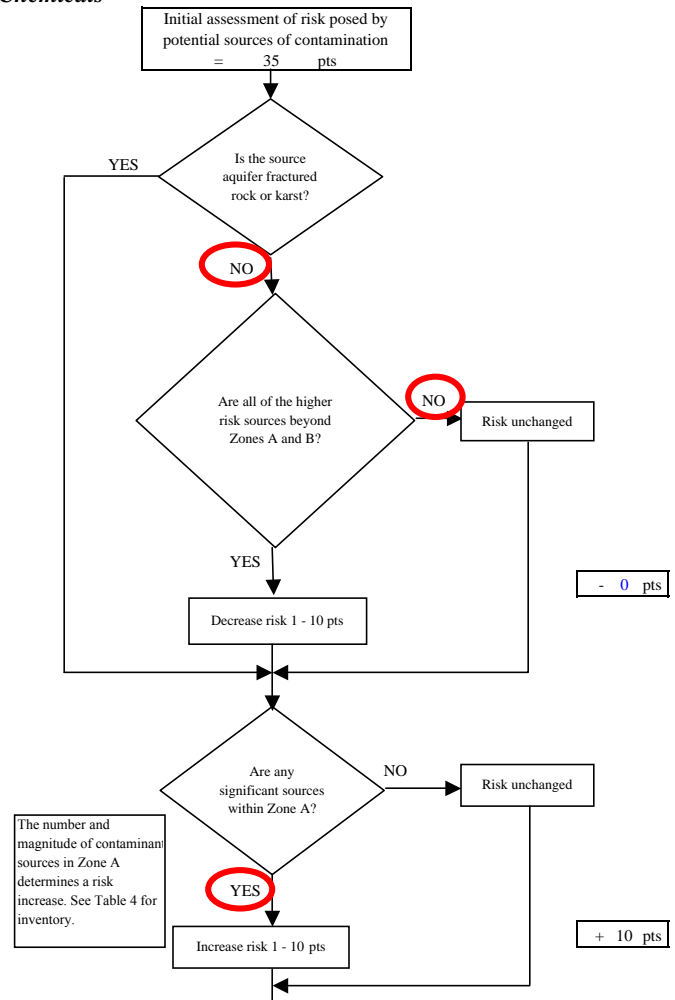 Chemicals
Initial assessment of risk posed by
potential sources of contamination
= 35 pts
YES
Is the source
aquifer fractured
rock or karst?
NO
Are all of the higher
risk sources beyond
Zones A and B?
NO
Risk unchanged
YES
- 0 pts
Decrease risk 1 - 10 pts
Are any
significant sources
within Zone A?
NO
Risk unchanged
The number and
magnitude of contaminant
sources in Zone A
determines a risk
increase. See Table 4 for
inventory.
YES
+ 10 pts
Increase risk 1 - 10 pts